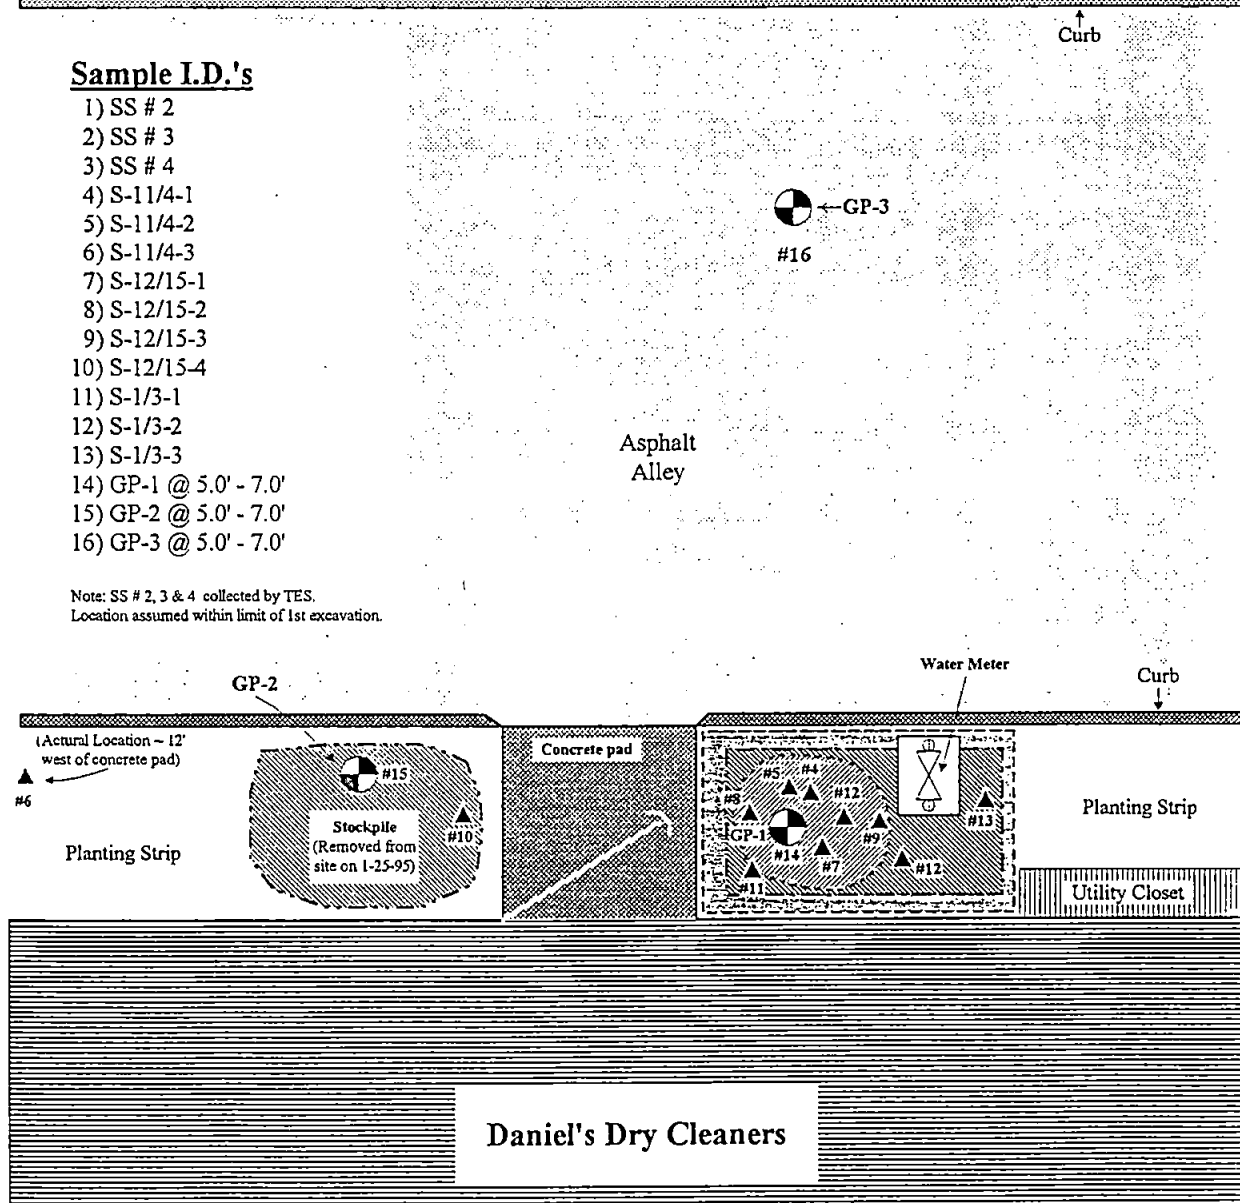 Curb
Sample I.D.'s
1) SS # 2
2) SS # 3
3) SS # 4
4) S-11/4-1
5) S-11/4-2
6) S-11/4-3
7) S-12/15-1
8) S-12/15-2
9) S-12/15-3
10) S-12/15-4
11) S-1/3-1
12) S-1/3-2
13) S-1/3-3
14) GP-1 @ 5.0' - 7.0'
15) GP-2 @ 5.0' - 7.0'
16) GP-3 @ 5.0' - 7.0'
Note: SS # 2, 3 & 4 collected by TES.
Location assumed within limit of 1st excavation.
GP-3
#16
Asphalt
Alley
GP-2
Water Meter
Curb
(Actural Location ~ 12'
west of concrete pad)
#6
Planting Strip
#15
#10
Stockpile
(Removed from
site on 1-25-95)
Concrete pad
#5
#4
#8
#12
GP-1
#14
#9
#7
#11
#12
#13
Planting Strip
Utility Closet
Daniel's Dry Cleaners